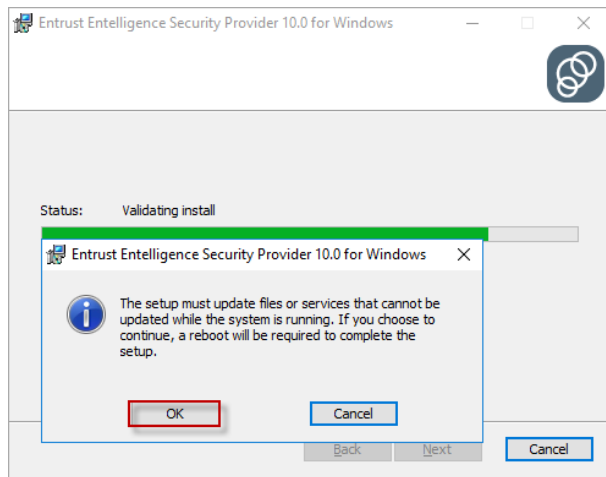 Entrust Entelligence Security Provider 10.0 for Windows
Status: Validating install
Entrust Entelligence Security Provider 10.0 for Windows
The setup must update files or services that cannot be
updated while the system is running. If you choose to
continue, a reboot will be required to complete the
setup.
OK Cancel
Back Next Cancel